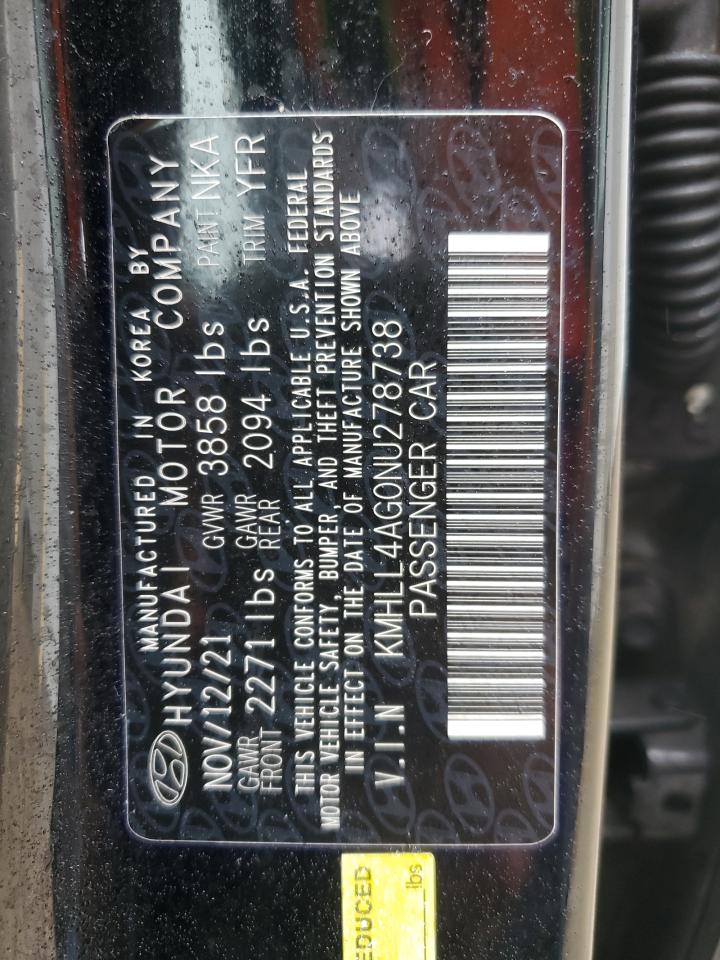 MANUFACTURED IN KOREA BY
HYUNDAI MOTOR COMPANY
NOV/12/21 GVWR 3858 lbs PAINT NKA
GAWR FRONT 2271 lbs GAWR REAR 2094 lbs TRIM YFR
THIS VEHICLE CONFORMS TO ALL APPLICABLE U.S.A. FEDERAL
MOTOR VEHICLE SAFETY, BUMPER, AND THEFT PREVENTION STANDARDS
IN EFFECT ON THE DATE OF MANUFACTURE SHOWN ABOVE
V.I.N KMHLL4AG0NU278738
PASSENGER CAR
EDUCED
lbs